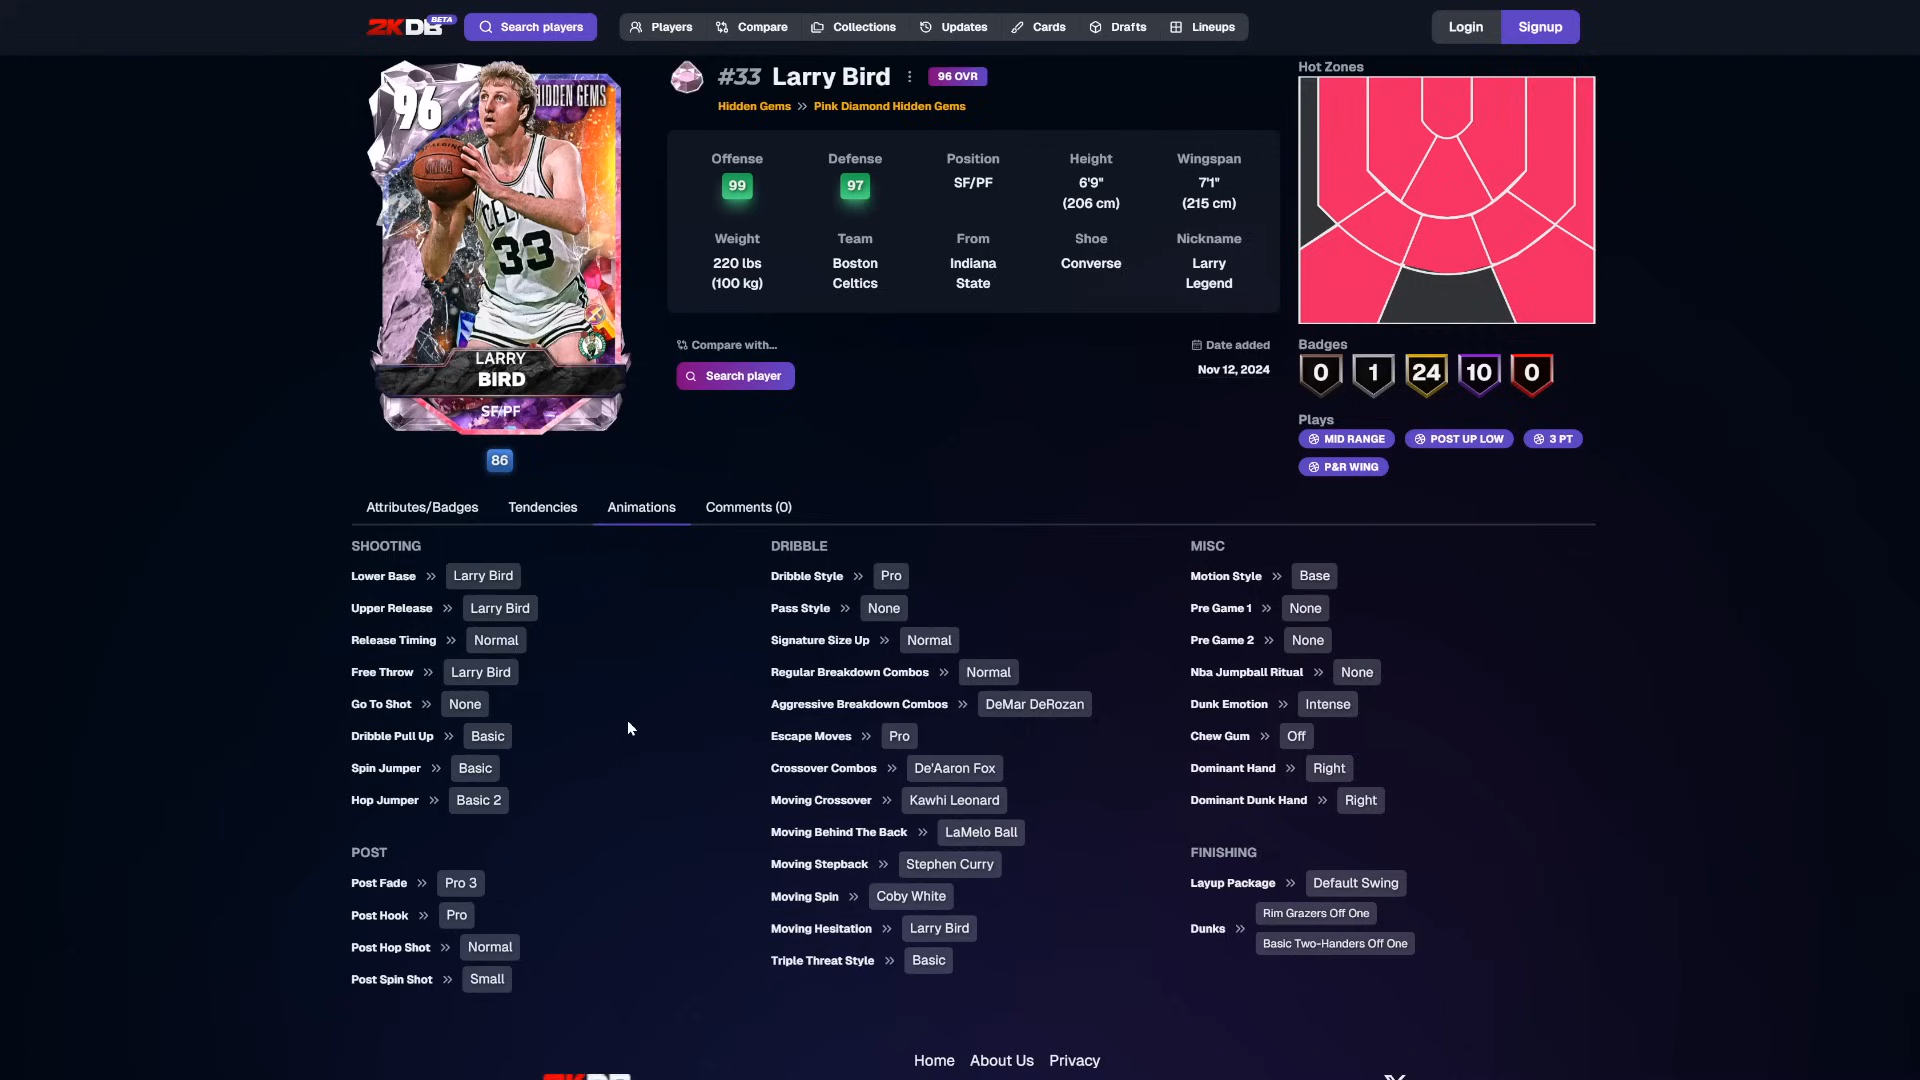 2KDB BETA
Search players
Players
Compare
Collections
Updates
Cards
Drafts
Lineups
Login
Signup
96
HIDDEN GEMS
SPALDING
NBA
CELTICS
33
LARRY
BIRD
SF/PF
86
#33 Larry Bird
96 OVR
Hidden Gems » Pink Diamond Hidden Gems
Offense
Defense
Position
Height
Wingspan
99
97
SF/PF
6'9"
7'1"
(206 cm)
(215 cm)
Weight
Team
From
Shoe
Nickname
220 lbs
Boston
Indiana
Converse
Larry
(100 kg)
Celtics
State
Legend
Compare with...
Search player
Date added
Nov 12, 2024
Hot Zones
Badges
0
1
24
10
0
Plays
MID RANGE
POST UP LOW
3 PT
P&R WING
Attributes/Badges
Tendencies
Animations
Comments (0)
SHOOTING
Lower Base » Larry Bird
Upper Release » Larry Bird
Release Timing » Normal
Free Throw » Larry Bird
Go To Shot » None
Dribble Pull Up » Basic
Spin Jumper » Basic
Hop Jumper » Basic 2
POST
Post Fade » Pro 3
Post Hook » Pro
Post Hop Shot » Normal
Post Spin Shot » Small
DRIBBLE
Dribble Style » Pro
Pass Style » None
Signature Size Up » Normal
Regular Breakdown Combos » Normal
Aggressive Breakdown Combos » DeMar DeRozan
Escape Moves » Pro
Crossover Combos » De'Aaron Fox
Moving Crossover » Kawhi Leonard
Moving Behind The Back » LaMelo Ball
Moving Stepback » Stephen Curry
Moving Spin » Coby White
Moving Hesitation » Larry Bird
Triple Threat Style » Basic
MISC
Motion Style » Base
Pre Game 1 » None
Pre Game 2 » None
Nba Jumpball Ritual » None
Dunk Emotion » Intense
Chew Gum » Off
Dominant Hand » Right
Dominant Dunk Hand » Right
FINISHING
Layup Package » Default Swing
Dunks » Rim Grazers Off One
Basic Two-Handers Off One
Home
About Us
Privacy
2KDB